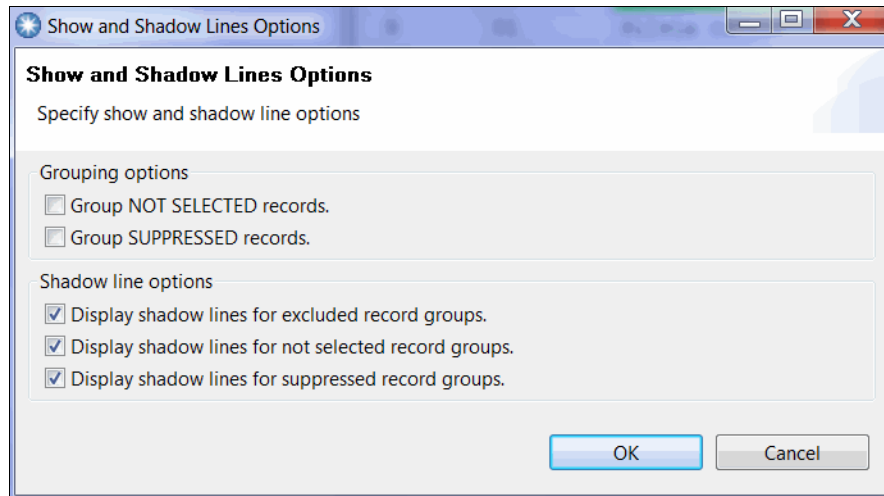 Show and Shadow Lines Options
Show and Shadow Lines Options
Specify show and shadow line options
Grouping options
Group NOT SELECTED records.
Group SUPPRESSED records.
Shadow line options
Display shadow lines for excluded record groups.
Display shadow lines for not selected record groups.
Display shadow lines for suppressed record groups.
OK
Cancel